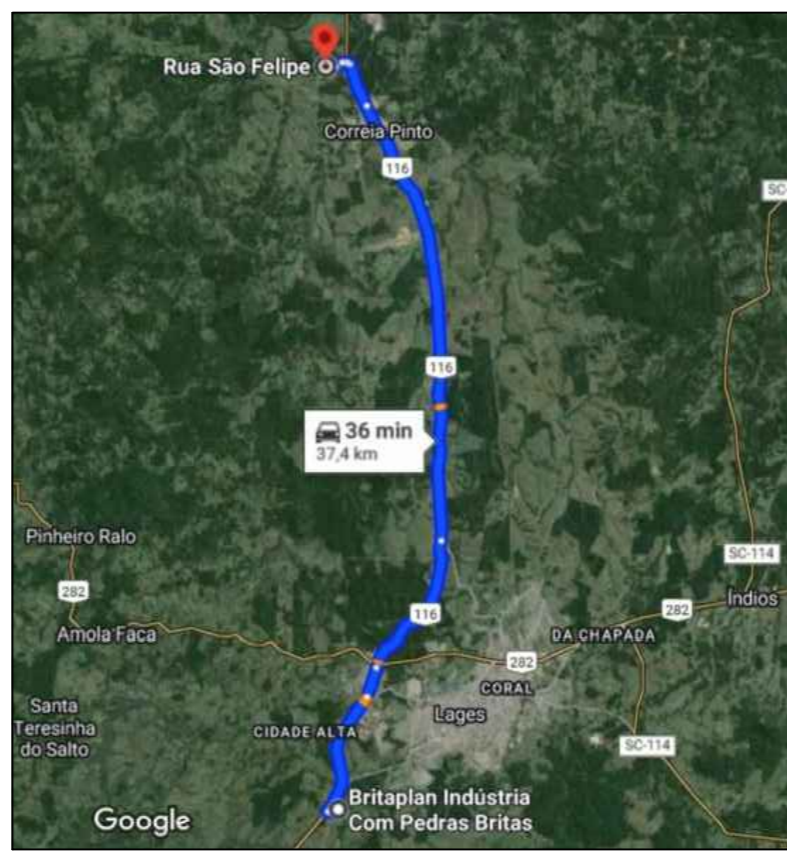 Rua São Felipe
Correia Pinto
116
SC-
116
36 min
37,4 km
Pinheiro Ralo
SC-114
282
Índios
116
282
Amola Faca
DA CHAPADA
282
CORAL
Santa
Teresinha
do Salto
Lages
CIDADE ALTA
SC-114
Britaplan Indústria
Com Pedras Britas
Google